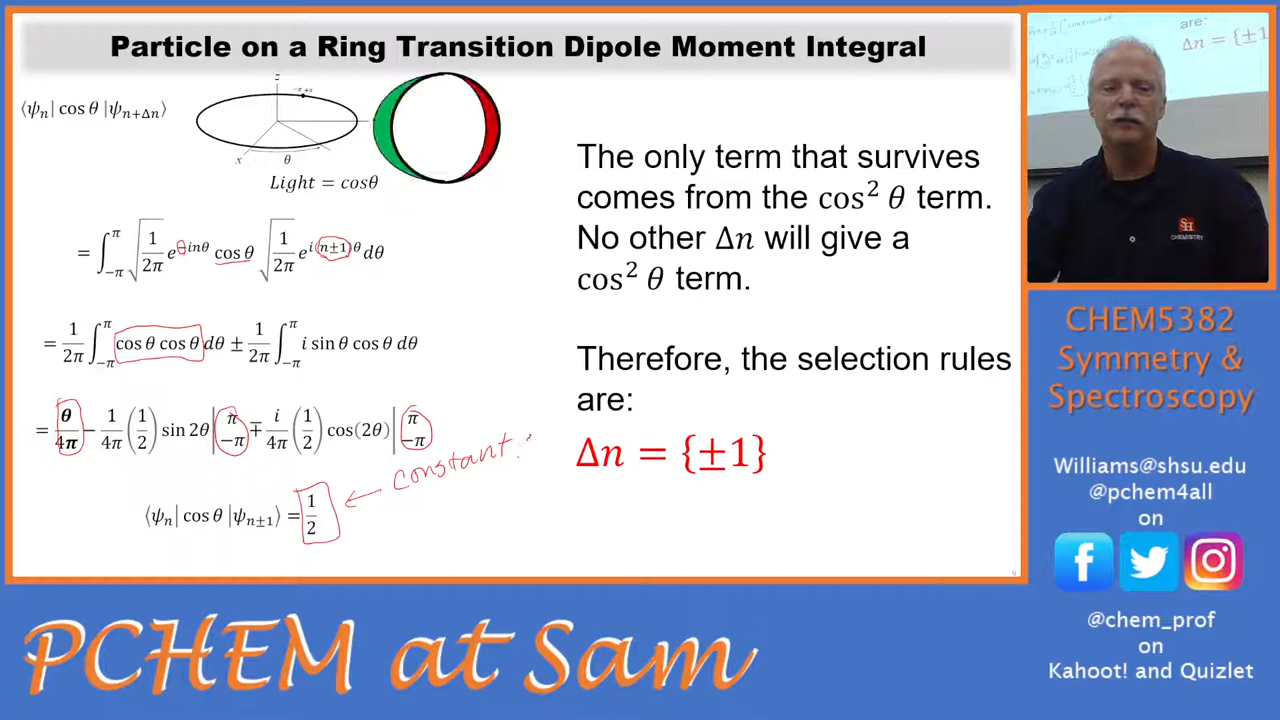 Particle on a Ring Transition Dipole Moment Integral
⟨ψₙ| cos θ |ψₙ₊Δₙ⟩
z
−π +π
x
θ
Light = cosθ
= ∫_{−π}^{π} √(1/2π) e^{−inθ} cos θ √(1/2π) e^{i(n±1)θ} dθ
= 1/2π ∫_{−π}^{π} cos θ cos θ dθ ± 1/2π ∫_{−π}^{π} i sin θ cos θ dθ
= θ/4π − 1/4π (1/2) sin 2θ |_{−π}^{π} ∓ i/4π (1/2) cos(2θ) |_{−π}^{π}
constant
⟨ψₙ| cos θ |ψₙ±₁⟩ = 1/2
The only term that survives
comes from the cos² θ term.
No other Δn will give a
cos² θ term.
Therefore, the selection rules
are:
Δn = {±1}
9
are:
Δn = {±1
SH
CHEMISTRY
CHEM5382
Symmetry &
Spectroscopy
Williams@shsu.edu
@pchem4all
on
@chem_prof
on
Kahoot! and Quizlet
PCHEM at Sam